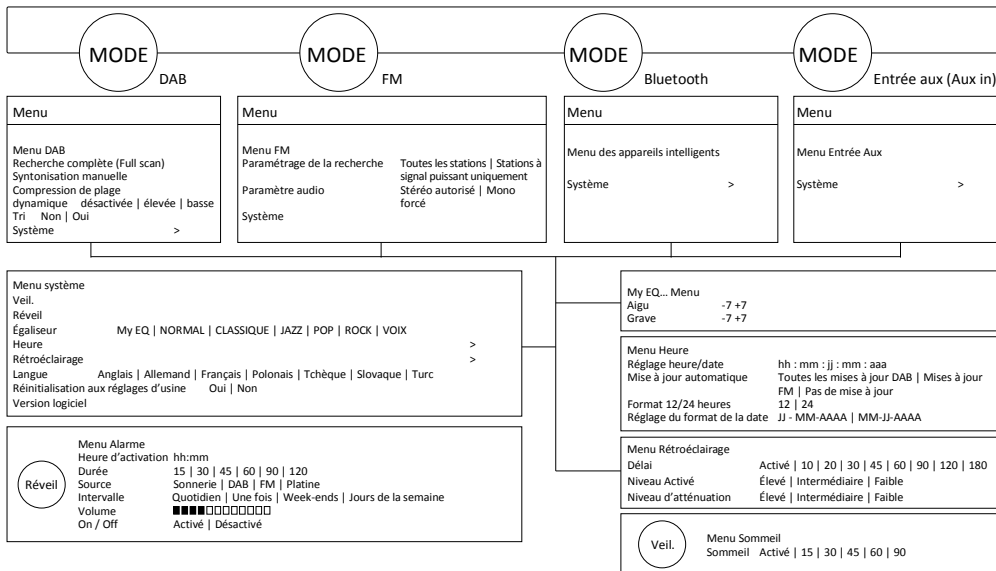 MODE
DAB
MODE
FM
MODE
Bluetooth
MODE
Entrée aux (Aux in)
Menu
Menu DAB
Recherche complète (Full scan)
Syntonisation manuelle
Compression de plage
dynamique désactivée | élevée | basse
Tri Non | Oui
Système >
Menu
Menu FM
Paramétrage de la recherche Toutes les stations | Stations à
signal puissant uniquement
Paramètre audio Stéréo autorisé | Mono
forcé
Système
Menu
Menu des appareils intelligents
Système >
Menu
Menu Entrée Aux
Système >
Menu système
Veil.
Réveil
Égaliseur My EQ | NORMAL | CLASSIQUE | JAZZ | POP | ROCK | VOIX
Heure >
Rétroéclairage >
Langue Anglais | Allemand | Français | Polonais | Tchèque | Slovaque | Turc
Réinitialisation aux réglages d'usine Oui | Non
Version logiciel
My EQ... Menu
Aigu -7 +7
Grave -7 +7
Menu Heure
Réglage heure/date hh : mm : jj : mm : aaa
Mise à jour automatique Toutes les mises à jour DAB | Mises à jour
FM | Pas de mise à jour
Format 12/24 heures 12 | 24
Réglage du format de la date JJ - MM-AAAA | MM-JJ-AAAA
Réveil
Menu Alarme
Heure d'activation hh:mm
Durée 15 | 30 | 45 | 60 | 90 | 120
Source Sonnerie | DAB | FM | Platine
Intervalle Quotidien | Une fois | Week-ends | Jours de la semaine
Volume
On / Off Activé | Désactivé
Menu Rétroéclairage
Délai Activé | 10 | 20 | 30 | 45 | 60 | 90 | 120 | 180
Niveau Activé Élevé | Intermédiaire | Faible
Niveau d'atténuation Élevé | Intermédiaire | Faible
Veil.
Menu Sommeil
Sommeil Activé | 15 | 30 | 45 | 60 | 90